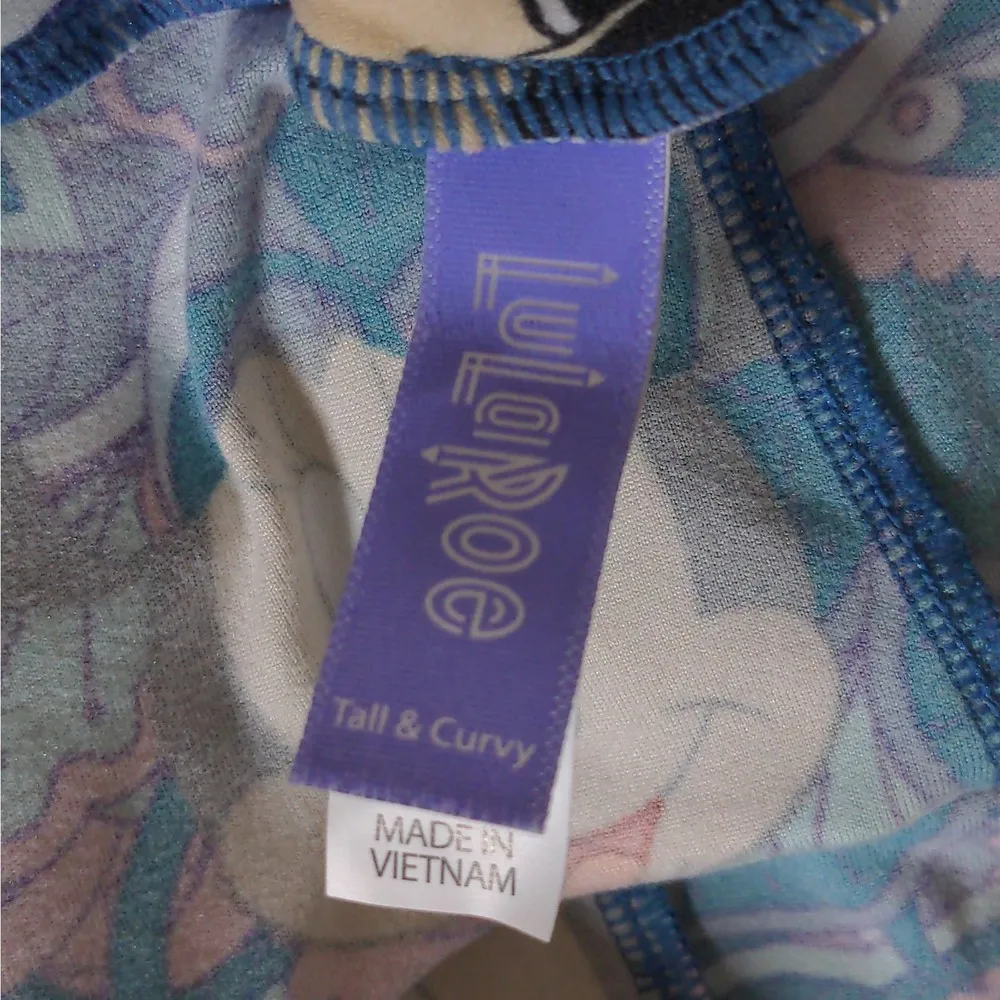 LuLaRoe
Tall & Curvy
MADE IN
VIETNAM